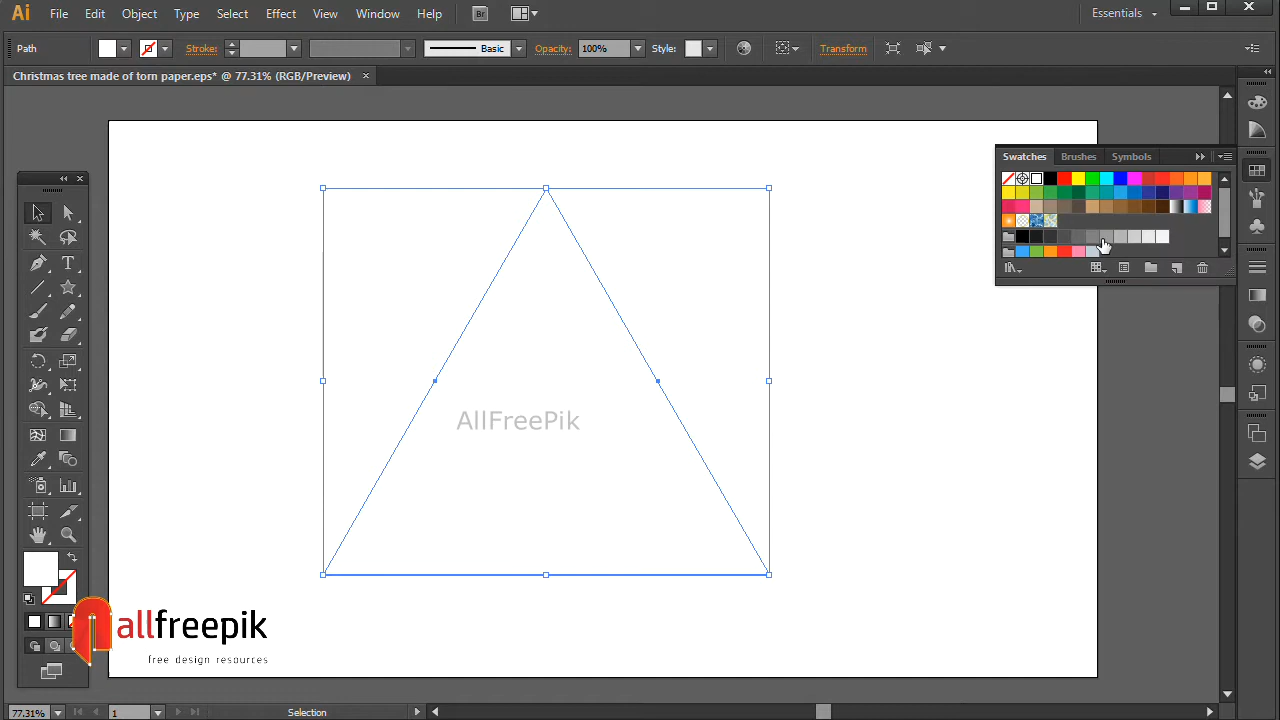 Ai File Edit Object Type Select Effect View Window Help Br Essentials
Path Stroke: Basic Opacity: 100% Style: Transform
Christmas tree made of torn paper.eps* @ 77.31% (RGB/Preview)
Swatches Brushes Symbols
AllFreePik
allfreepik
free design resources
77.31% 1 Selection